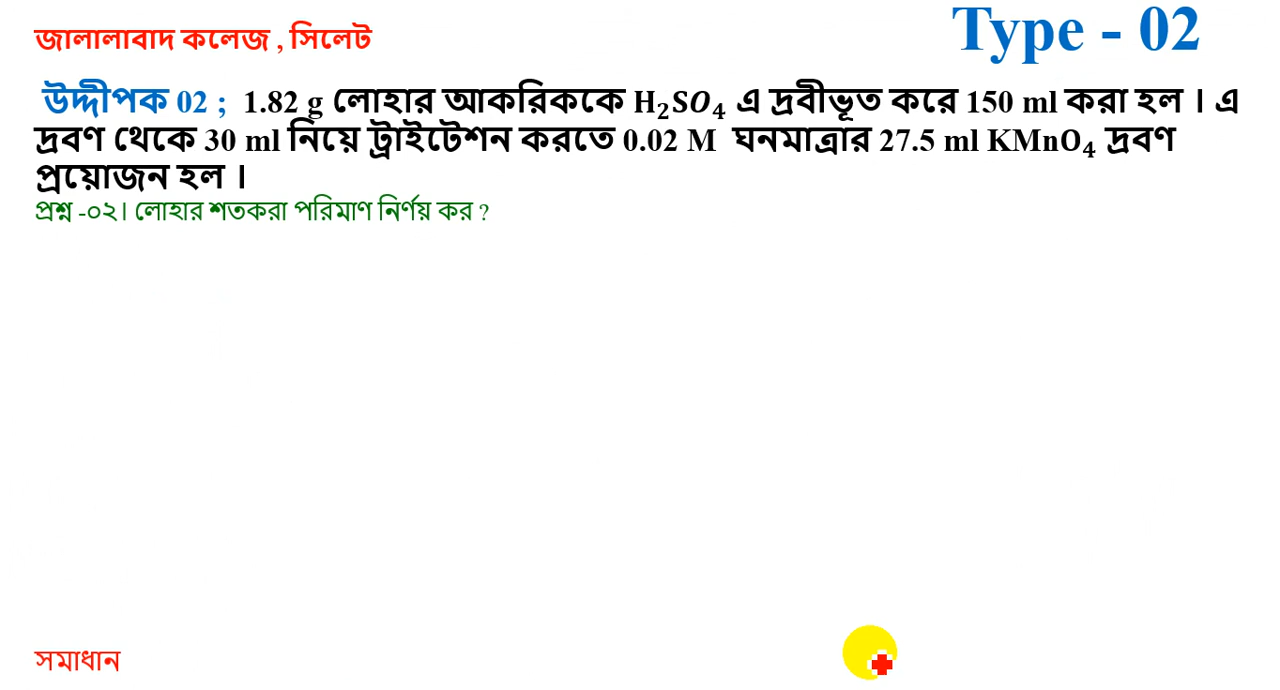 জালালাবাদ কলেজ , সিলেট
Type - 02
উদ্দীপক 02 ; 1.82 g লোহার আকরিককে H₂SO₄ এ দ্রবীভূত করে 150 ml করা হল । এ
দ্রবণ থেকে 30 ml নিয়ে ট্রাইটেশন করতে 0.02 M ঘনমাত্রার 27.5 ml KMnO₄ দ্রবণ
প্রয়োজন হল ।
প্রশ্ন -০২। লোহার শতকরা পরিমাণ নির্ণয় কর ?
সমাধান